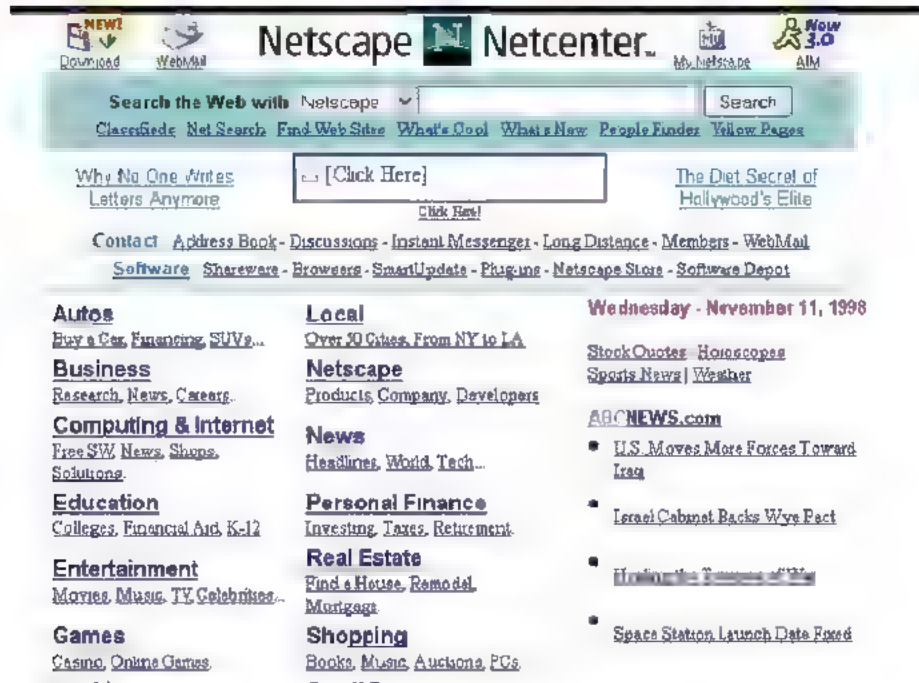 NEW!
Download
WebMail
Netscape N Netcenter™
My Netscape
Now 3.0
AIM
Search the Web with Netscape Search
Classifieds Net Search Find Web Sites What's Cool What's New People Finder Yellow Pages
Why No One Writes
Letters Anymore
[Click Here]
Click Here!
The Diet Secret of
Hollywood's Elite
Contact Address Book - Discussions - Instant Messenger - Long Distance - Members - WebMail
Software Shareware - Browsers - SmartUpdate - Plug-ins - Netscape Store - Software Depot
Autos
Buy a Car, Financing, SUVs...
Business
Research, News, Careers..
Computing & Internet
Free SW, News, Shops,
Solutions.
Education
Colleges, Financial Aid, K-12
Entertainment
Movies, Music, TV, Celebrities...
Games
Casino, Online Games.
Local
Over 50 Cities, From NY to LA
Netscape
Products, Company, Developers
News
Headlines, World, Tech...
Personal Finance
Investing, Taxes, Retirement.
Real Estate
Find a House, Remodel,
Mortgage.
Shopping
Books, Music, Auctions, PCs.
Wednesday - November 11, 1998
Stock Quotes Horoscopes
Sports News | Weather
ABCNEWS.com
U.S. Moves More Forces Toward
Iraq
Israel Cabinet Backs Wye Pact
of War
Space Station Launch Date Fixed